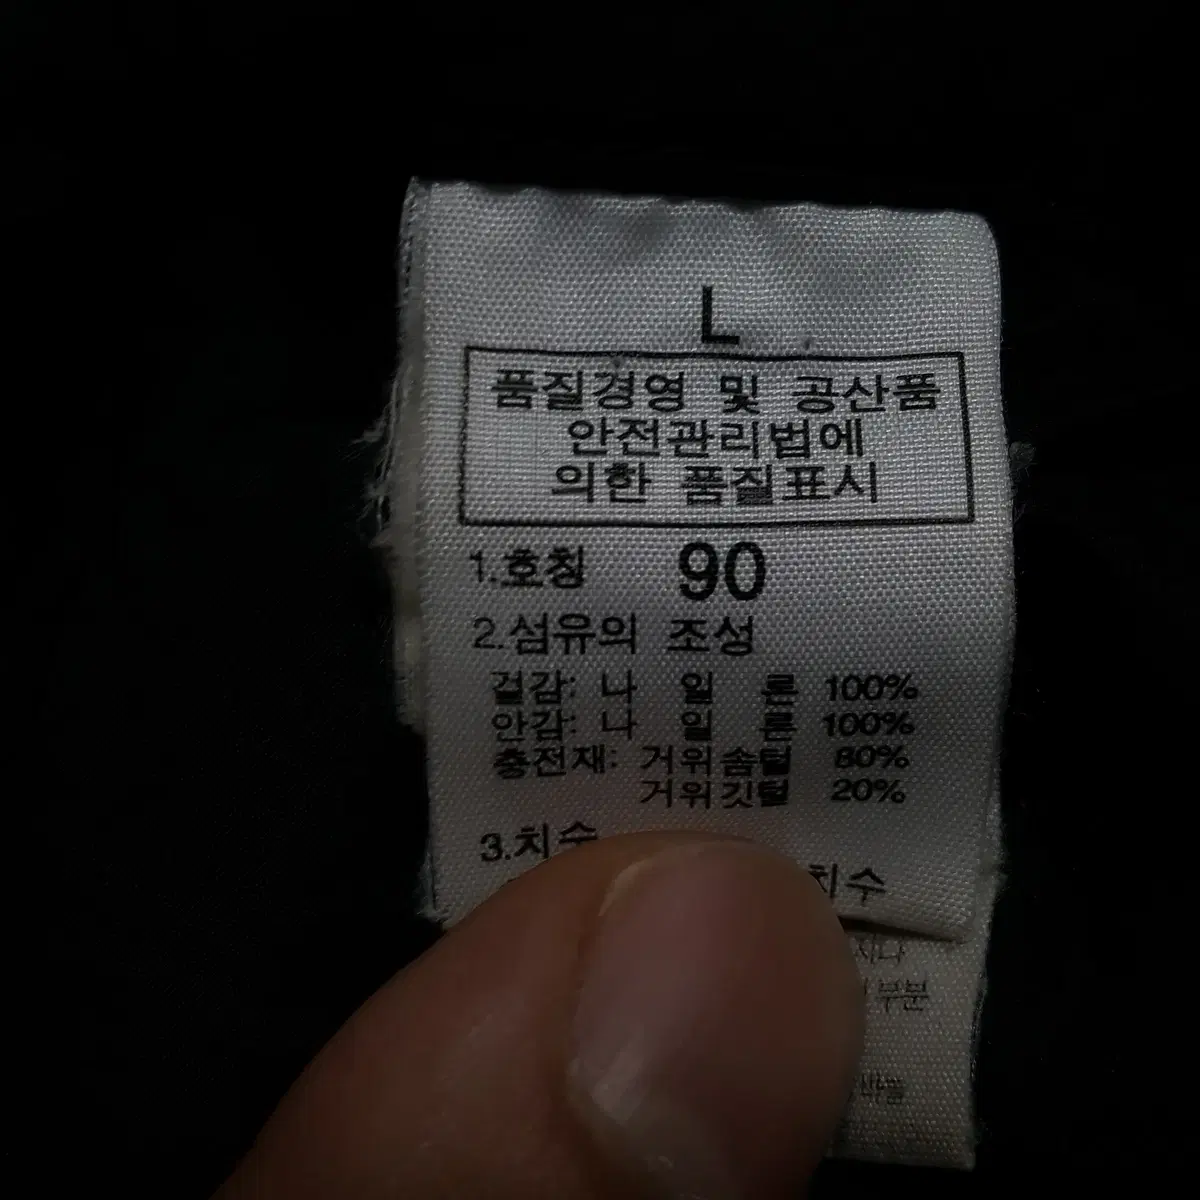 L
품질경영 및 공산품
안전관리법에
의한 품질표시
1.호칭 90
2.섬유의 조성
겉감: 나 일 론 100%
안감: 나 일 론 100%
충전재: 거위솜털 80%
거위깃털 20%
3.치수
치수
부분